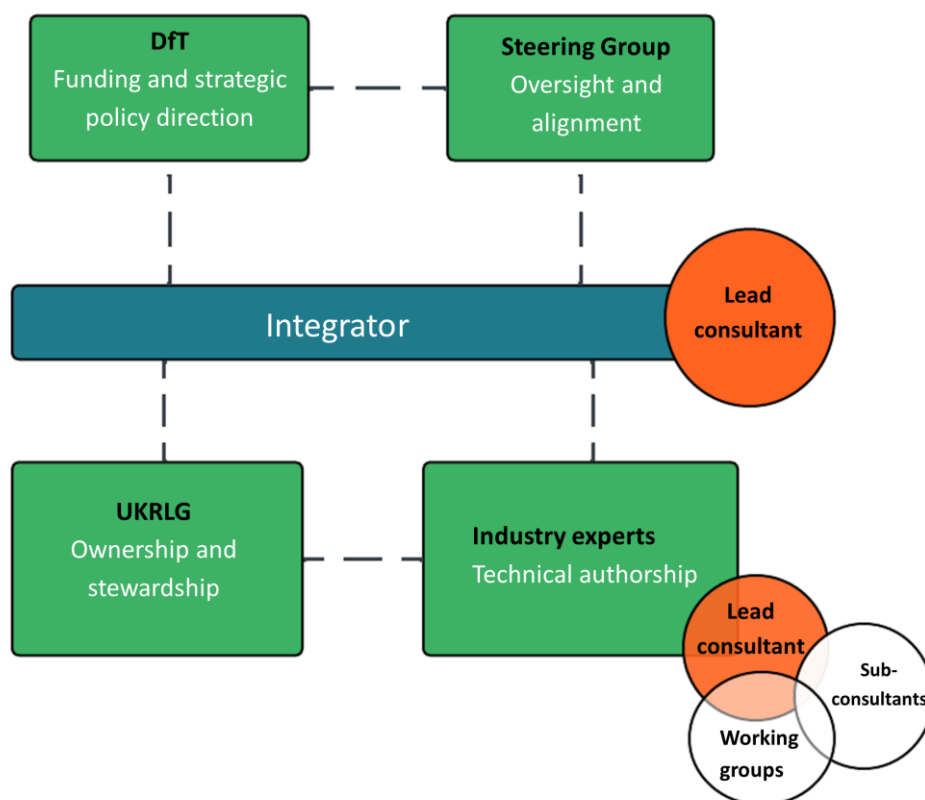 DfT
Funding and strategic
policy direction
Steering Group
Oversight and
alignment
Integrator
Lead
consultant
UKRLG
Ownership and
stewardship
Industry experts
Technical authorship
Lead
consultant
Sub-
consultants
Working
groups